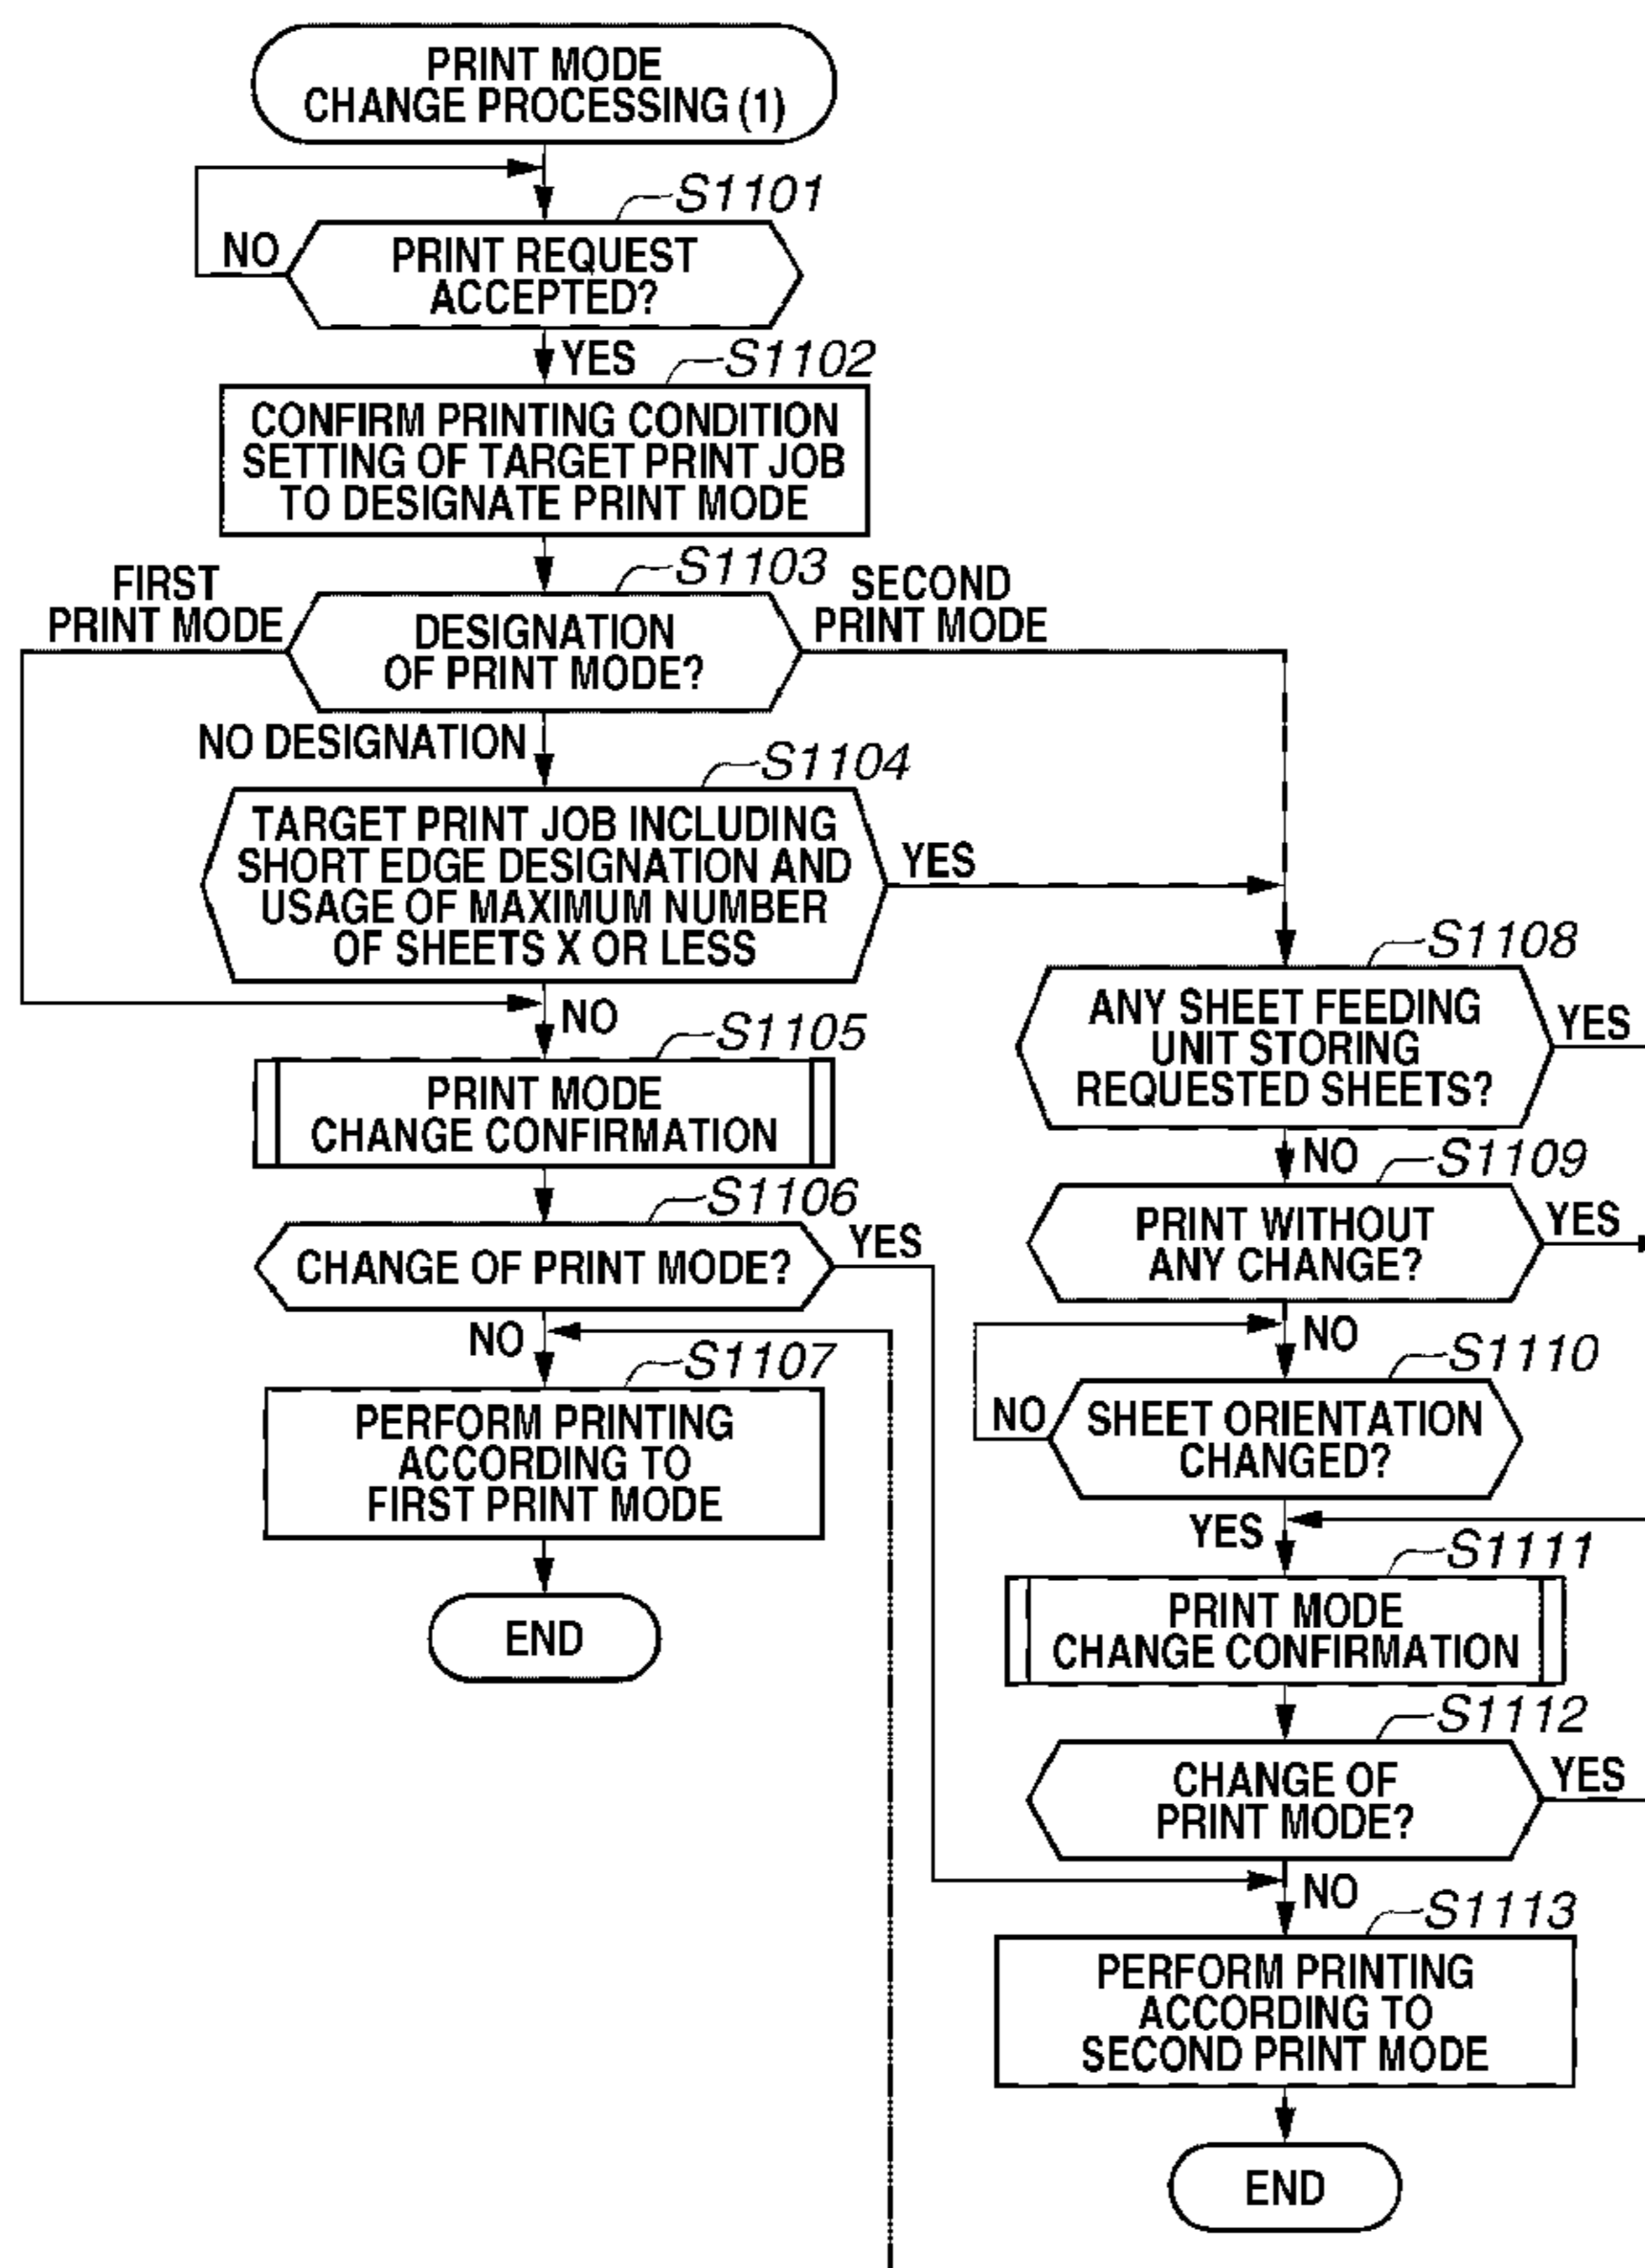 PRINT MODE
CHANGE PROCESSING (1)
S1101
NO
PRINT REQUEST
ACCEPTED?
YES
S1102
CONFIRM PRINTING CONDITION
SETTING OF TARGET PRINT JOB
TO DESIGNATE PRINT MODE
S1103
FIRST
PRINT MODE
SECOND
PRINT MODE
DESIGNATION
OF PRINT MODE?
NO DESIGNATION
S1104
TARGET PRINT JOB INCLUDING
SHORT EDGE DESIGNATION AND
USAGE OF MAXIMUM NUMBER
OF SHEETS X OR LESS
YES
NO
S1105
PRINT MODE
CHANGE CONFIRMATION
S1106
CHANGE OF PRINT MODE?
YES
NO
S1107
PERFORM PRINTING
ACCORDING TO
FIRST PRINT MODE
END
S1108
ANY SHEET FEEDING
UNIT STORING
REQUESTED SHEETS?
YES
NO
S1109
PRINT WITHOUT
ANY CHANGE?
YES
NO
S1110
NO
SHEET ORIENTATION
CHANGED?
YES
S1111
PRINT MODE
CHANGE CONFIRMATION
S1112
CHANGE OF
PRINT MODE?
YES
NO
S1113
PERFORM PRINTING
ACCORDING TO
SECOND PRINT MODE
END